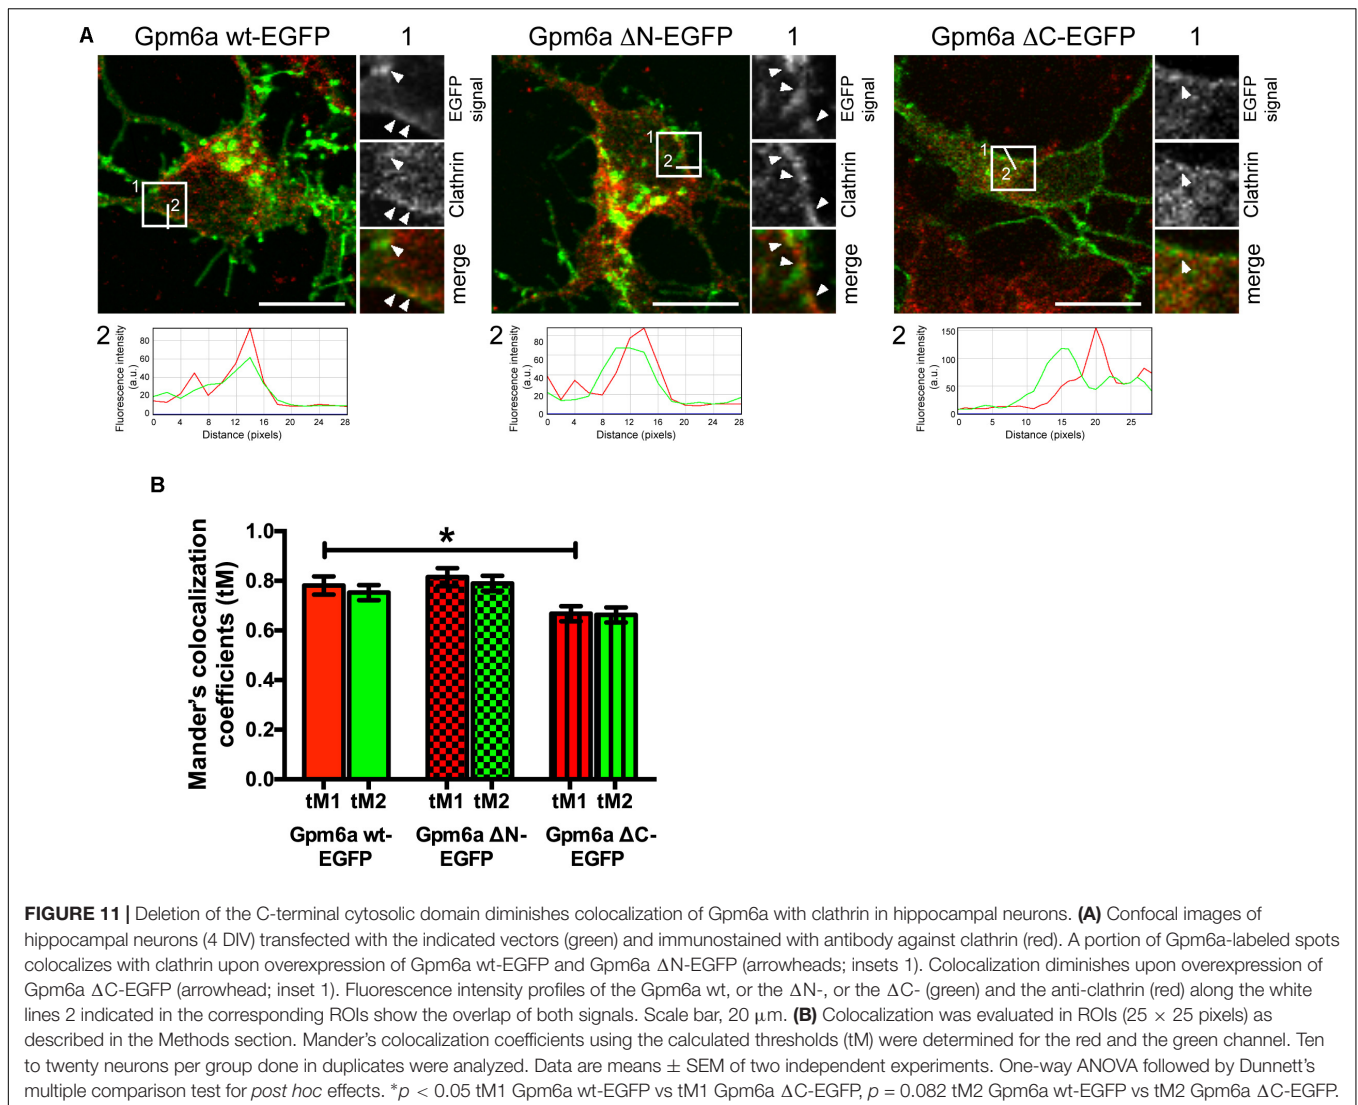 A
Gpm6a wt-EGFP
1
Gpm6a ΔN-EGFP
1
Gpm6a ΔC-EGFP
1
1
2
1
2
1
2
EGFP
signal
Clathrin
merge
EGFP
signal
Clathrin
merge
EGFP
signal
Clathrin
merge
2
Fluorescence intensity
(a.u.)
80
60
40
20
0
0 4 8 12 16 20 24 28
Distance (pixels)
2
Fluorescence intensity
(a.u.)
80
60
40
20
0
0 4 8 12 16 20 24 28
Distance (pixels)
2
Fluorescence intensity
(a.u.)
150
100
50
0
0 5 10 15 20 25
Distance (pixels)
B
Mander's colocalization
coefficients (tM)
1.0
0.8
0.6
0.4
0.2
0.0
*
tM1 tM2 tM1 tM2 tM1 tM2
Gpm6a wt- Gpm6a ΔN- Gpm6a ΔC-
EGFP EGFP EGFP
FIGURE 11 | Deletion of the C-terminal cytosolic domain diminishes colocalization of Gpm6a with clathrin in hippocampal neurons. (A) Confocal images of
hippocampal neurons (4 DIV) transfected with the indicated vectors (green) and immunostained with antibody against clathrin (red). A portion of Gpm6a-labeled spots
colocalizes with clathrin upon overexpression of Gpm6a wt-EGFP and Gpm6a ΔN-EGFP (arrowheads; insets 1). Colocalization diminishes upon overexpression of
Gpm6a ΔC-EGFP (arrowhead; inset 1). Fluorescence intensity profiles of the Gpm6a wt, or the ΔN-, or the ΔC- (green) and the anti-clathrin (red) along the white
lines 2 indicated in the corresponding ROIs show the overlap of both signals. Scale bar, 20 μm. (B) Colocalization was evaluated in ROIs (25 × 25 pixels) as
described in the Methods section. Mander's colocalization coefficients using the calculated thresholds (tM) were determined for the red and the green channel. Ten
to twenty neurons per group done in duplicates were analyzed. Data are means ± SEM of two independent experiments. One-way ANOVA followed by Dunnett's
multiple comparison test for post hoc effects. *p < 0.05 tM1 Gpm6a wt-EGFP vs tM1 Gpm6a ΔC-EGFP, p = 0.082 tM2 Gpm6a wt-EGFP vs tM2 Gpm6a ΔC-EGFP.